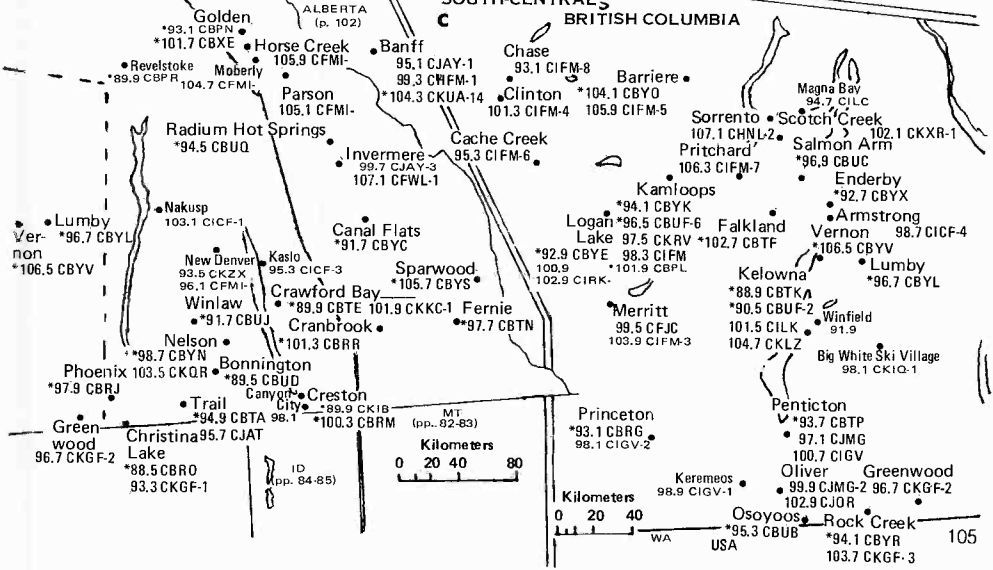 SOUTH-CENTRAL
C
BRITISH COLUMBIA
ALBERTA
(p. 102)
Golden
*93.1 CBPN
*101.7 CBXE
Horse Creek
105.9 CFMI-
Banff
95.1 CJAY-1
99.3 CHFM-1
*104.3 CKUA-14
Revelstoke
*89.9 CBPR
Moberly
104.7 CFMI-
Parson
105.1 CFMI-
Radium Hot Springs
*94.5 CBUQ
Invermere
99.7 CJAY-3
107.1 CFWL-1
Nakusp
103.1 CICF-1
Lumby
*96.7 CBYL
Ver-
non
*106.5 CBYV
Canal Flats
*91.7 CBYC
New Denver
93.5 CKZX
96.1 CFMI-
Kaslo
95.3 CICF-3
Sparwood
*105.7 CBYS
Crawford Bay
*89.9 CBTE 101.9 CKKC-1
Winlaw
*91.7 CBUJ
Cranbrook
*101.3 CBRR
Fernie
*97.7 CBTN
Nelson
*98.7 CBYN
103.5 CKQR
Bonnington
*89.5 CBUD
Phoenix
*97.9 CBRJ
Canyon
City
98.1
Creston
*89.9 CKIB
*100.3 CBRM
Trail
*94.9 CBTA
95.7 CJAT
Green
wood
96.7 CKGF-2
Christina
Lake
*88.5 CBRO
93.3 CKGF-1
MT
(pp. 82-83)
ID
(pp. 84-85)
Kilometers
0 20 40 80
Chase
93.1 CIFM-8
Clinton
101.3 CIFM-4
Barriere
*104.1 CBYO
105.9 CIFM-5
Cache Creek
95.3 CIFM-6
Magna Bay
94.7 CILC
Sorrento
107.1 CHNL-2
Scotch Creek
102.1 CKXR-1
Pritchard
106.3 CIFM-7
Salmon Arm
*96,9 CBUC
Kamloops
*94.1 CBYK
*96.5 CBUF-6
97.5 CKRV
98.3 CIFM
*101.9 CBPL
Enderby
*92.7 CBYX
Armstrong
98.7 CICF-4
Logan
Lake
*92.9 CBYE
100.9
102.9 CIRK-
Falkland
*102.7 CBTF
Vernon
*106.5 CBYV
Lumby
*96.7 CBYL
Kelowna
*88.9 CBTK
*90.5 CBUF-2
101.5 CILK
104.7 CKLZ
Merritt
99.5 CFJC
103.9 CIFM-3
Winfield
91.9
Big White Ski Village
98.1 CKIQ-1
Princeton
*93.1 CBRG
98.1 CIGV-2
Penticton
*93.7 CBTP
97.1 CJMG
100.7 CIGV
Keremeos
98.9 CIGV-1
Oliver
99.9 CJMG-2
102.9 CJOR
Greenwood
96.7 CKGF-2
Osoyoos
*95.3 CBUB
Rock Creek
*94.1 CBYR
103.7 CKGF-3
Kilometers
0 20 40
WA
USA
105